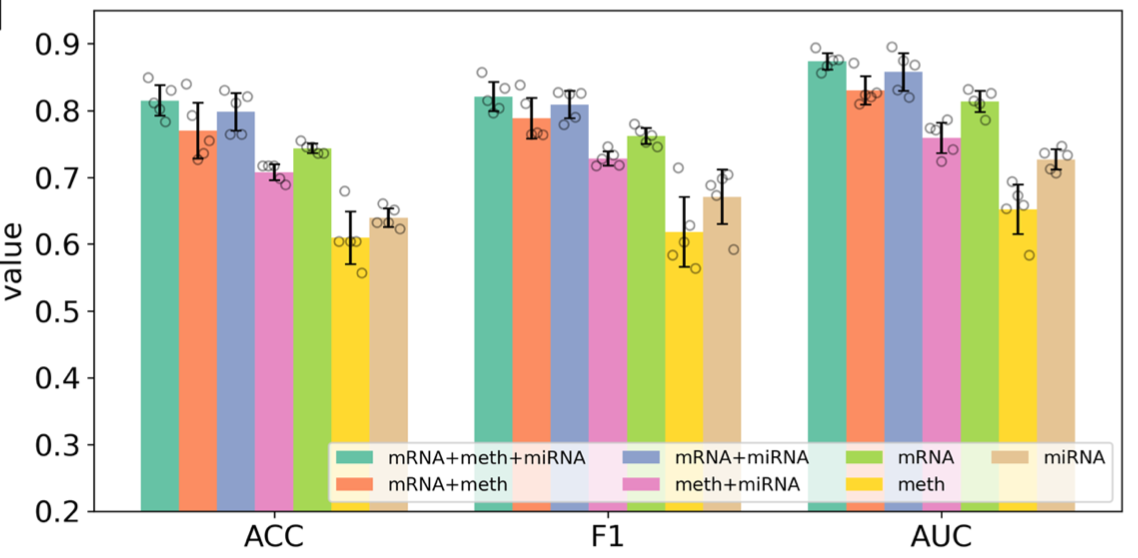 value
0.9
0.8
0.7
0.6
0.5
0.4
0.3
0.2
mRNA+meth+miRNA mRNA+miRNA mRNA miRNA
mRNA+meth meth+miRNA meth
ACC F1 AUC